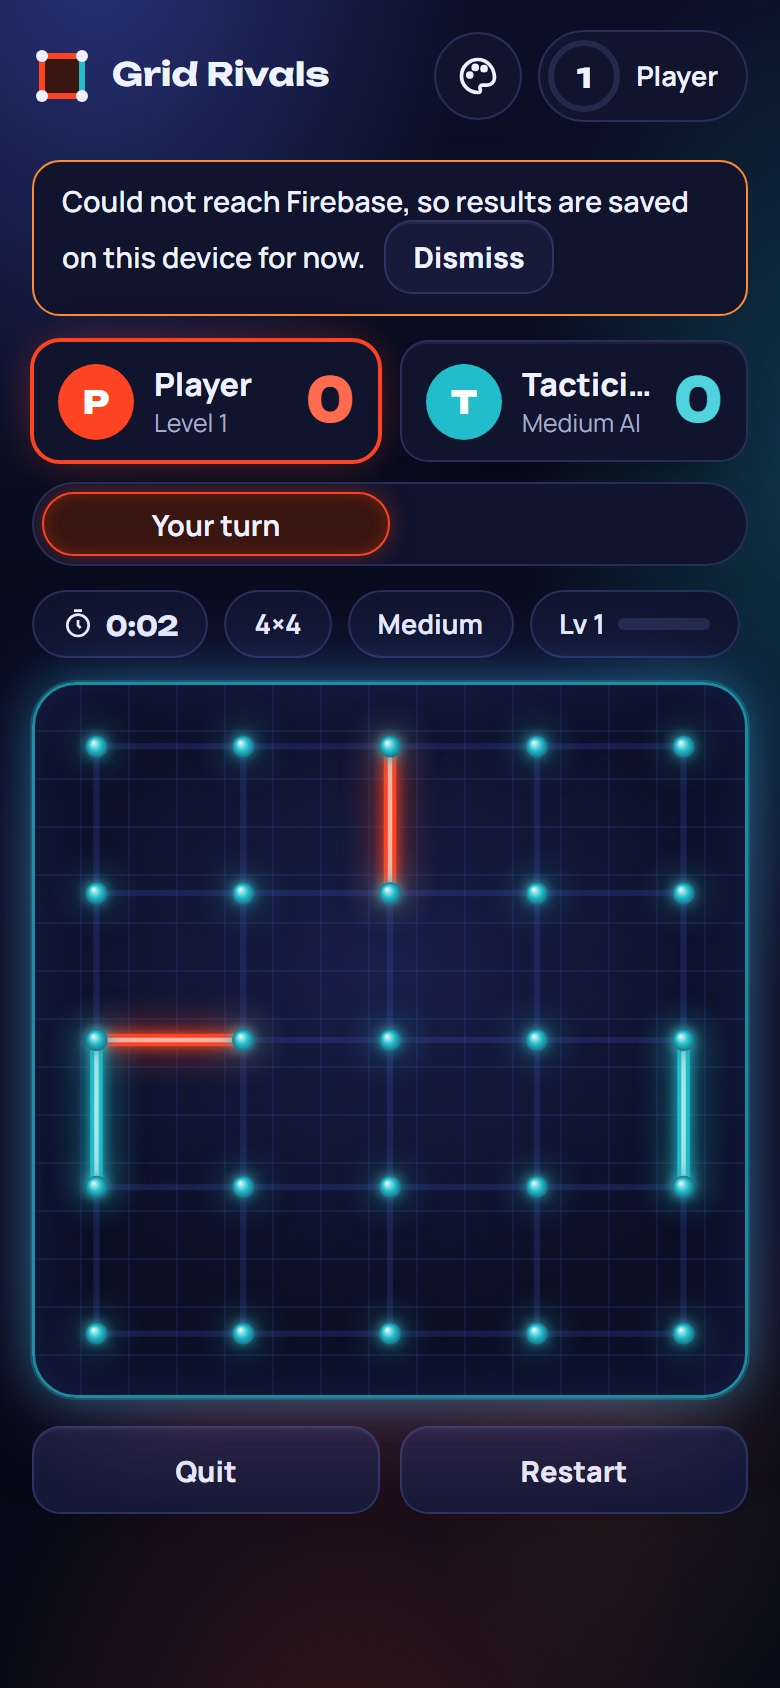 Grid Rivals
1 Player
Could not reach Firebase, so results are saved
on this device for now. Dismiss
P Player 0
Level 1
T Tactici... 0
Medium AI
Your turn
0:02 4×4 Medium Lv 1
Quit Restart